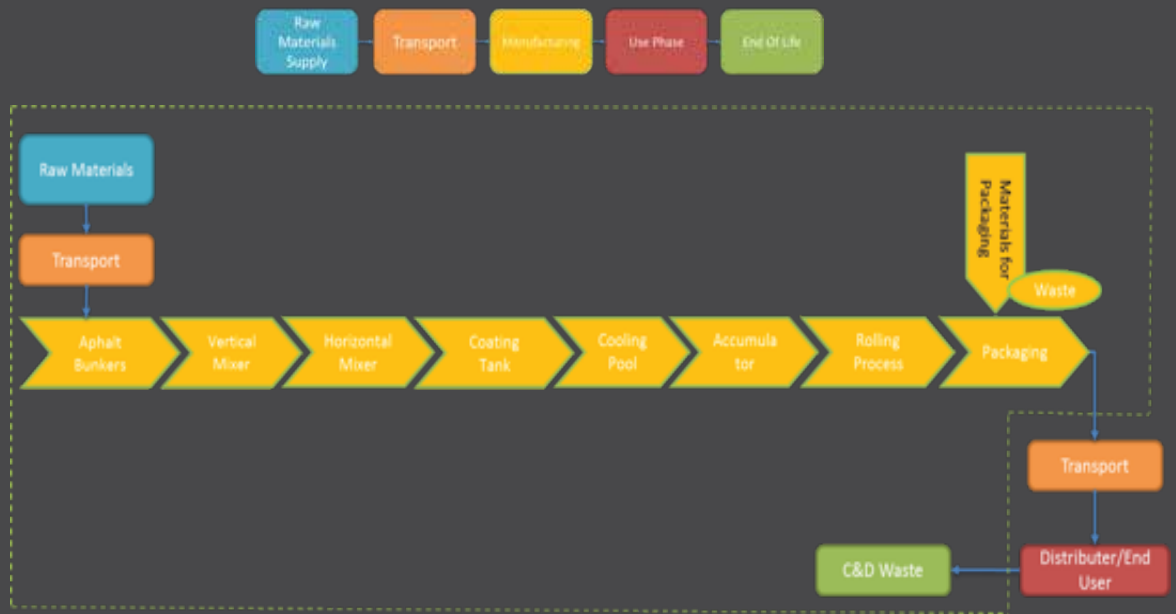 Raw
Materials
Supply
Transport
Manufacturing
Use Phase
End Of Life
Raw Materials
Transport
Materials for
Packaging
Waste
Aphalt
Bunkers
Vertical
Mixer
Horizontal
Mixer
Coating
Tank
Cooling
Pool
Accumula
tor
Rolling
Process
Packaging
Transport
Distributer/End
User
C&D Waste